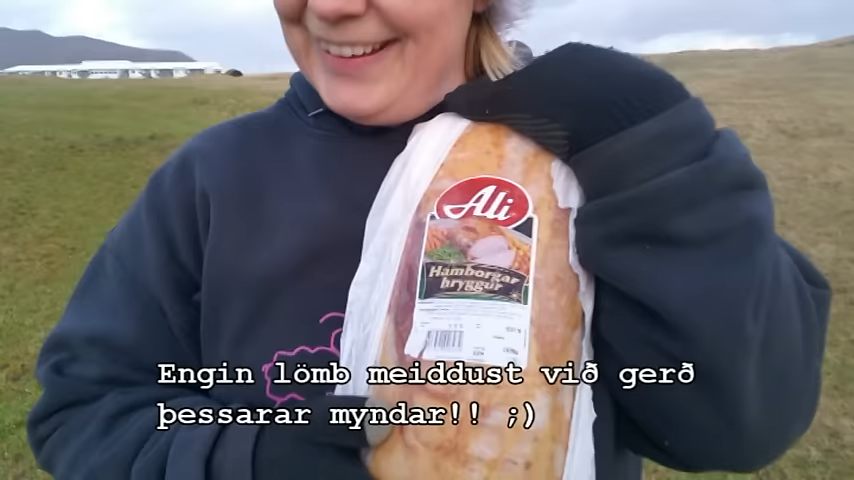 Ali
Hamborgar
hryggur
Engin lömb meiddust við gerð
þessarar myndar!! ;)